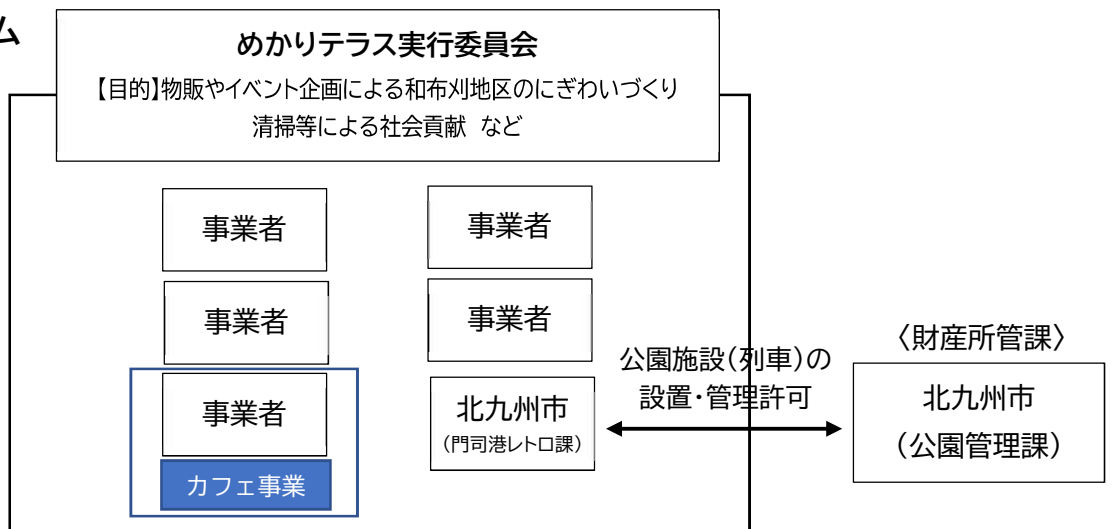 ム
めかりテラス実行委員会
【目的】物販やイベント企画による和布刈地区のにぎわいづくり
清掃等による社会貢献 など
事業者
事業者
事業者
事業者
事業者
カフェ事業
北九州市
(門司港レトロ課)
公園施設(列車)の
設置・管理許可
〈財産所管課〉
北九州市
(公園管理課)